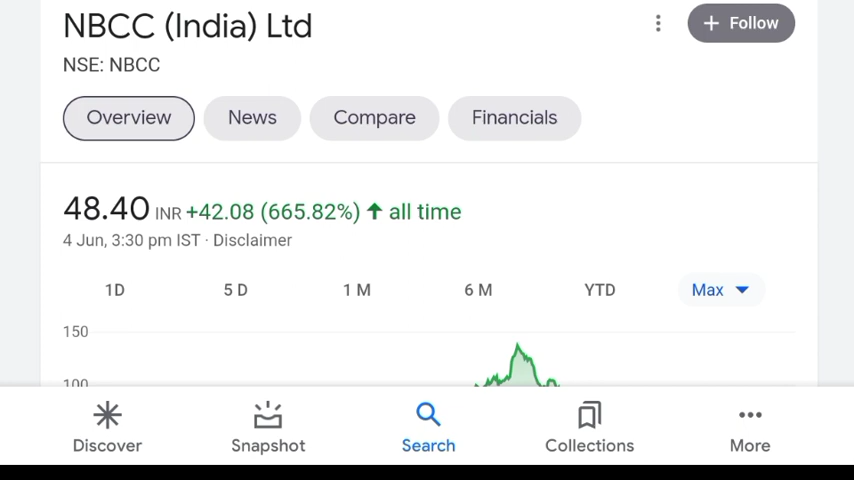 NBCC (India) Ltd
+ Follow
NSE: NBCC
Overview News Compare Financials
48.40 INR +42.08 (665.82%) ↑ all time
4 Jun, 3:30 pm IST · Disclaimer
1D 5 D 1 M 6 M YTD Max
150
100
Discover Snapshot Search Collections More